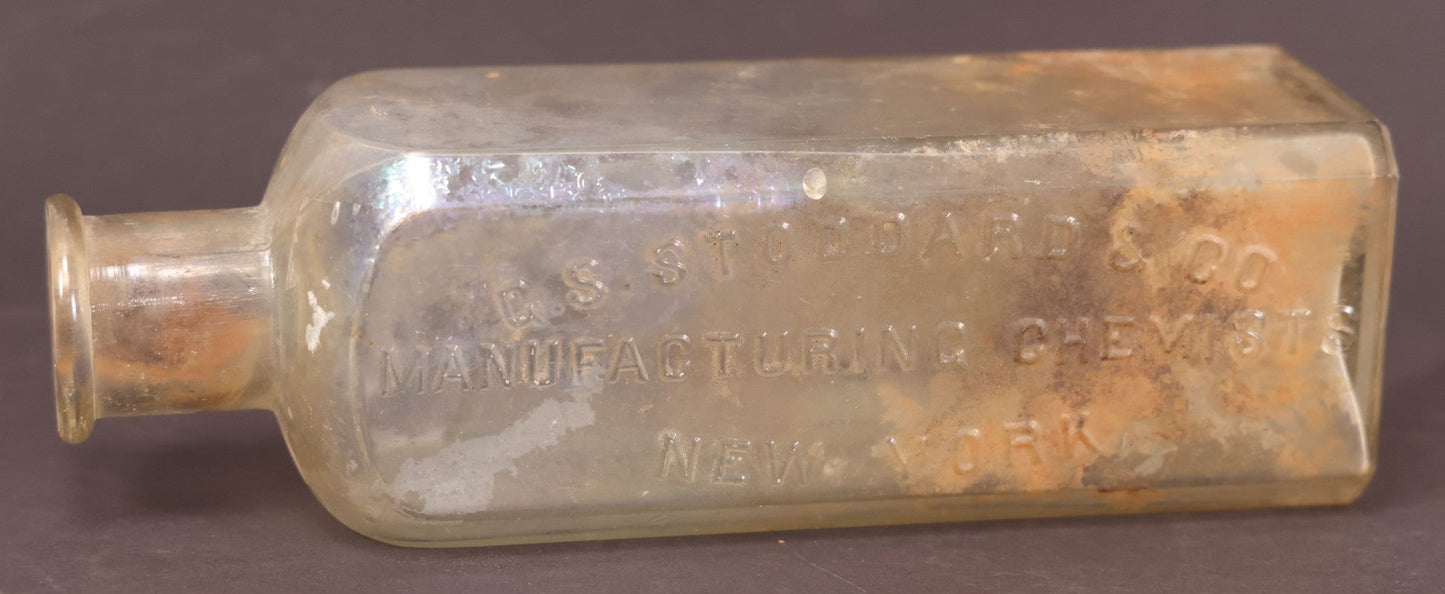 G.S. STODDARD & CO
MANUFACTURING CHEMISTS
NEW YORK